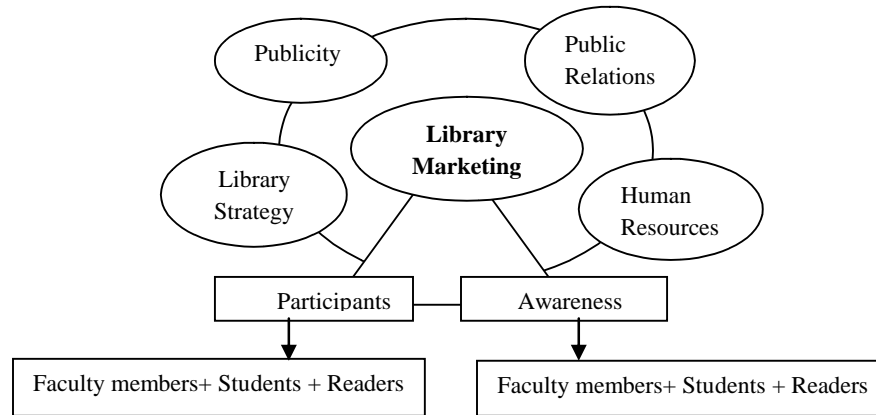 Publicity
Public
Relations
Library
Marketing
Library
Strategy
Human
Resources
Participants
Awareness
Faculty members+ Students + Readers
Faculty members+ Students + Readers